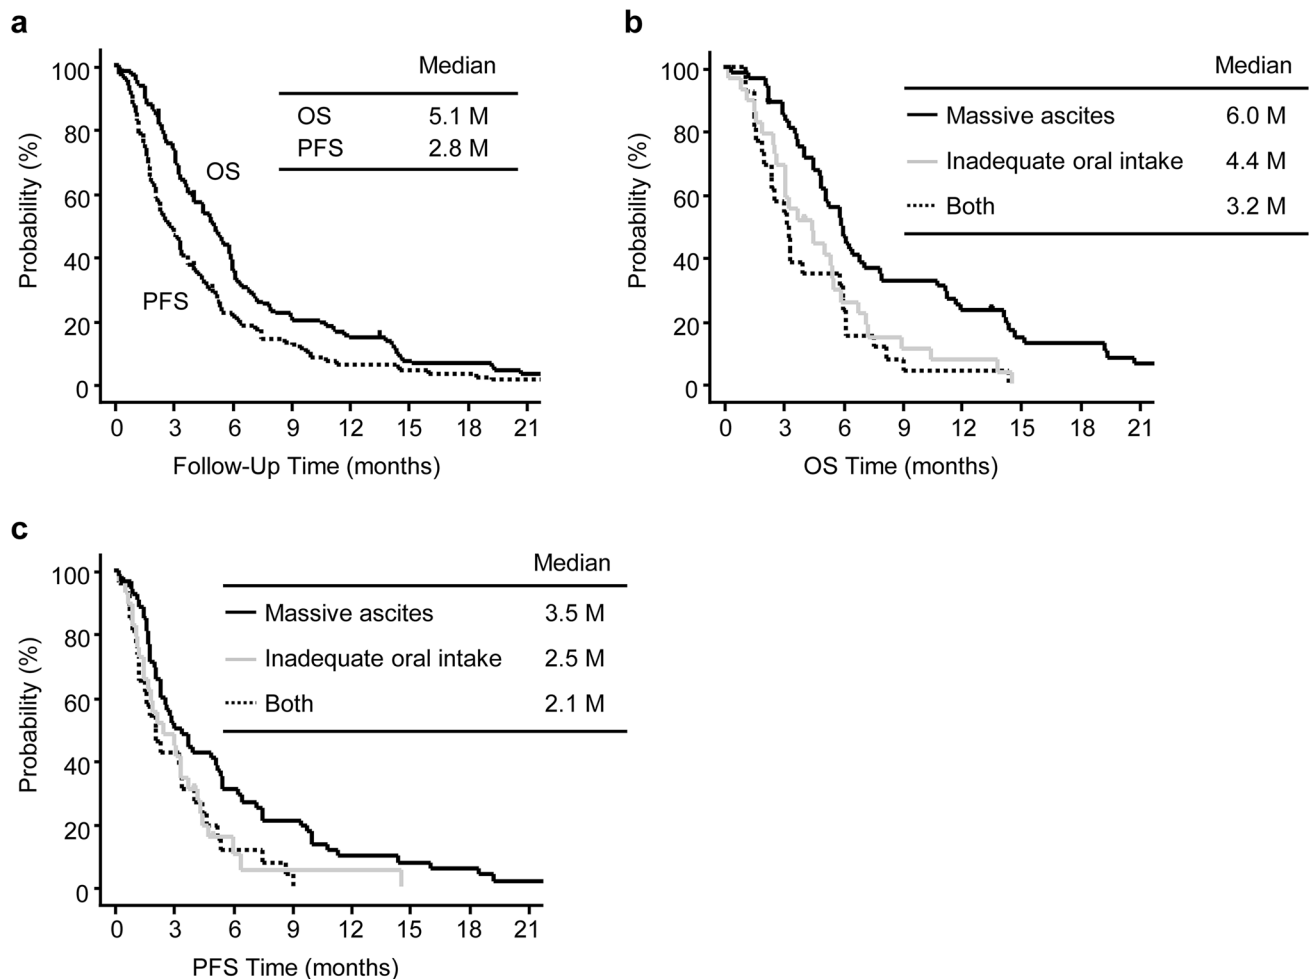 a
Median
OS 5.1 M
PFS 2.8 M
OS
PFS
Probability (%)
100
80
60
40
20
0
0 3 6 9 12 15 18 21
Follow-Up Time (months)
b
Median
Massive ascites 6.0 M
Inadequate oral intake 4.4 M
Both 3.2 M
Probability (%)
100
80
60
40
20
0
0 3 6 9 12 15 18 21
OS Time (months)
c
Median
Massive ascites 3.5 M
Inadequate oral intake 2.5 M
Both 2.1 M
Probability (%)
100
80
60
40
20
0
0 3 6 9 12 15 18 21
PFS Time (months)